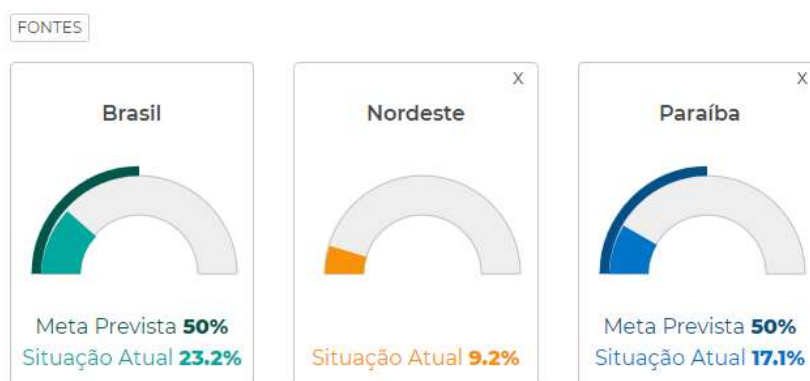 FONTES
Brasil
Meta Prevista 50%
Situação Atual 23.2%
X
Nordeste
Situação Atual 9.2%
X
Paraíba
Meta Prevista 50%
Situação Atual 17.1%